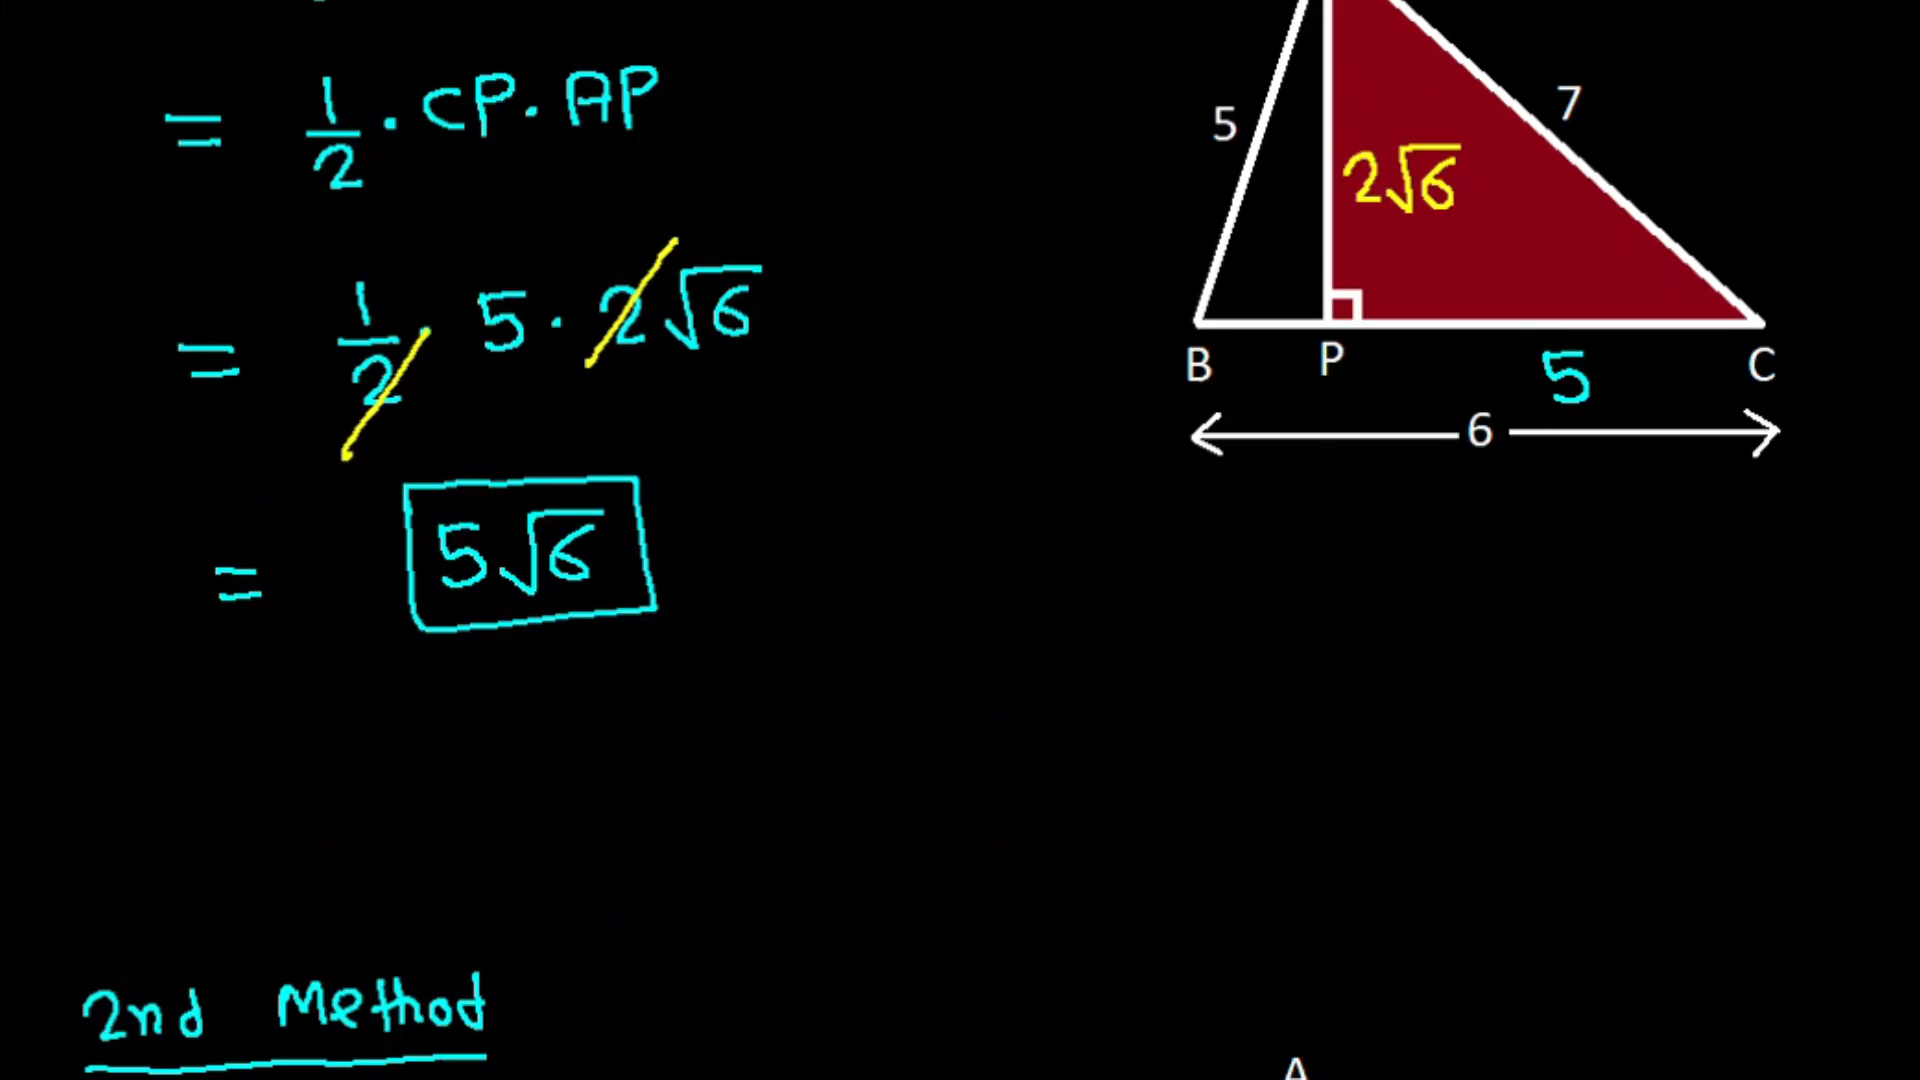 = 1/2 · CP · AP
= 1/2 5 · 2√6
= 5√6
2nd Method
5
7
2√6
B P 5 C
6
A